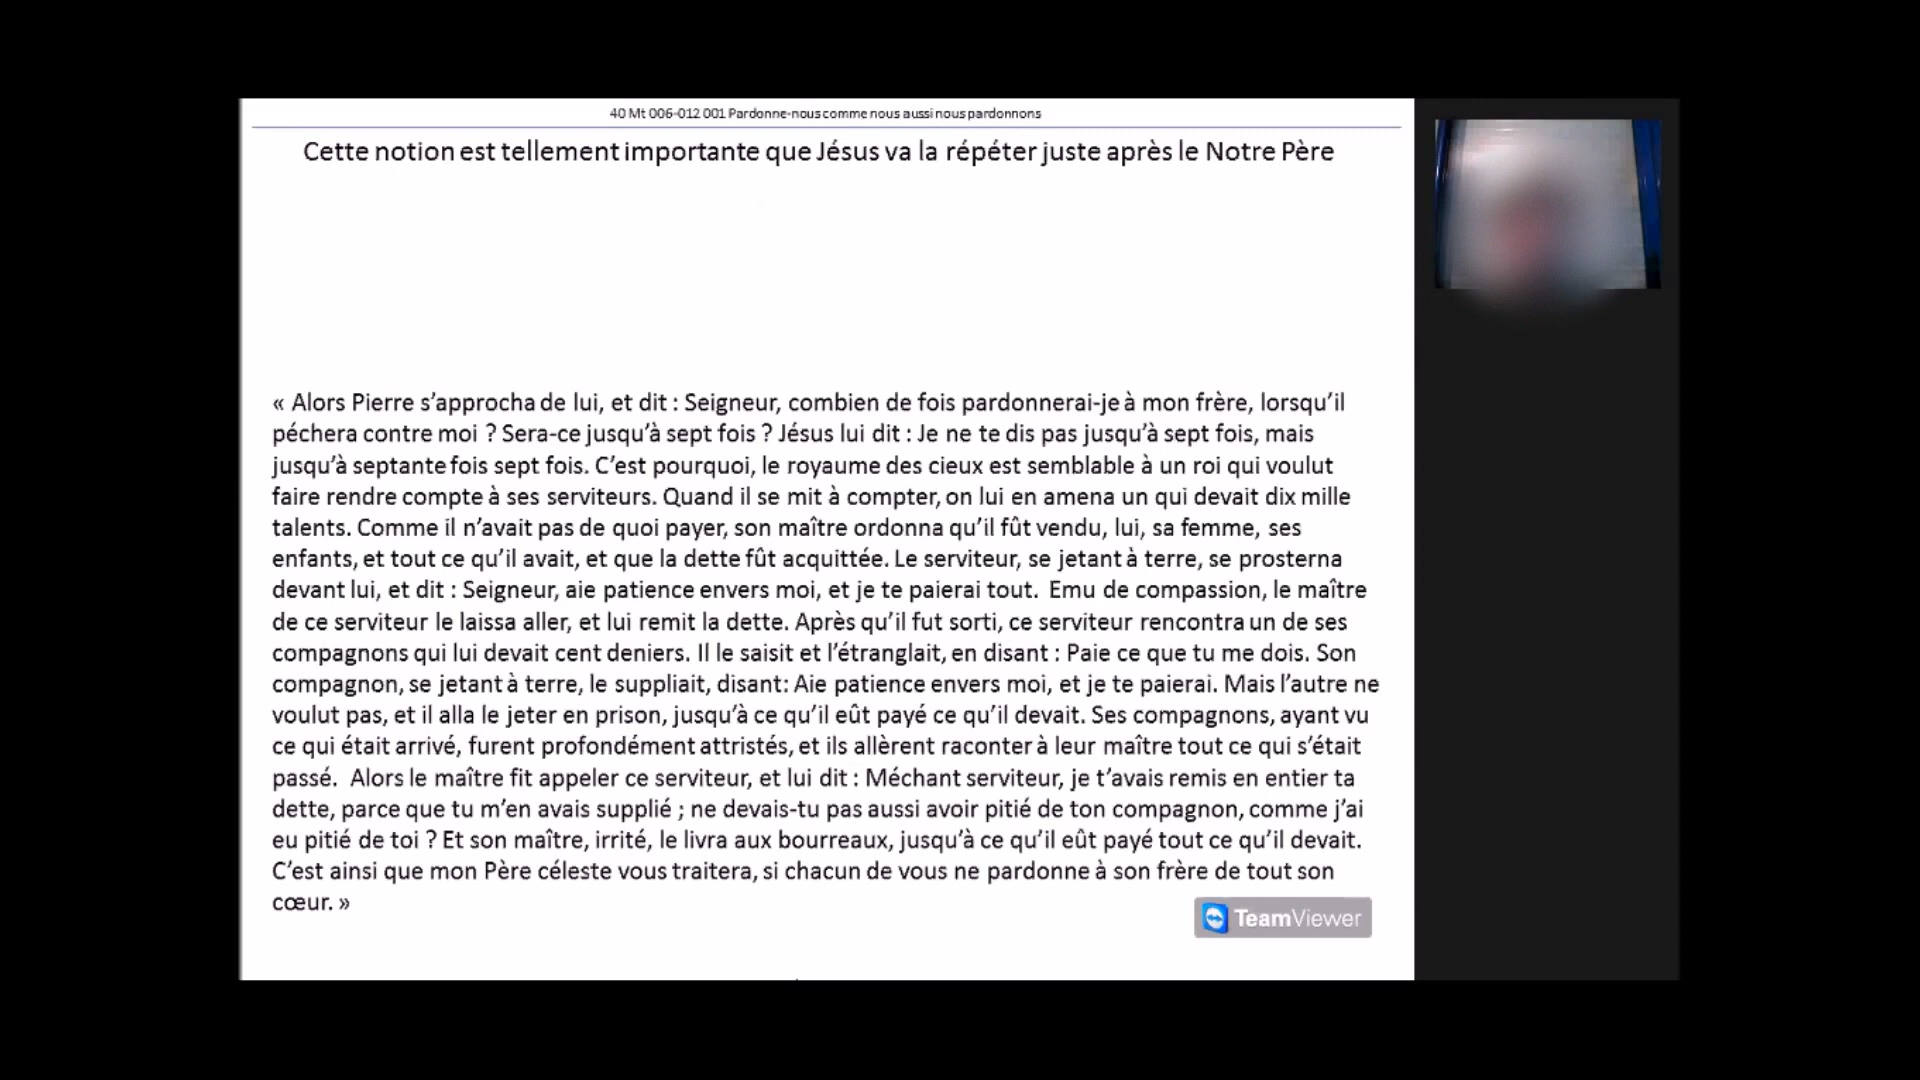 40 Mt 006-012 001 Pardonne-nous comme nous aussi nous pardonnons
Cette notion est tellement importante que Jésus va la répéter juste après le Notre Père
« Alors Pierre s’approcha de lui, et dit : Seigneur, combien de fois pardonnerai-je à mon frère, lorsqu’il
péchera contre moi ? Sera-ce jusqu’à sept fois ? Jésus lui dit : Je ne te dis pas jusqu’à sept fois, mais
jusqu’à septante fois sept fois. C’est pourquoi, le royaume des cieux est semblable à un roi qui voulut
faire rendre compte à ses serviteurs. Quand il se mit à compter, on lui en amena un qui devait dix mille
talents. Comme il n’avait pas de quoi payer, son maître ordonna qu’il fût vendu, lui, sa femme, ses
enfants, et tout ce qu’il avait, et que la dette fût acquittée. Le serviteur, se jetant à terre, se prosterna
devant lui, et dit : Seigneur, aie patience envers moi, et je te paierai tout. Emu de compassion, le maître
de ce serviteur le laissa aller, et lui remit la dette. Après qu’il fut sorti, ce serviteur rencontra un de ses
compagnons qui lui devait cent deniers. Il le saisit et l’étranglait, en disant : Paie ce que tu me dois. Son
compagnon, se jetant à terre, le suppliait, disant: Aie patience envers moi, et je te paierai. Mais l’autre ne
voulut pas, et il alla le jeter en prison, jusqu’à ce qu’il eût payé ce qu’il devait. Ses compagnons, ayant vu
ce qui était arrivé, furent profondément attristés, et ils allèrent raconter à leur maître tout ce qui s’était
passé. Alors le maître fit appeler ce serviteur, et lui dit : Méchant serviteur, je t’avais remis en entier ta
dette, parce que tu m’en avais supplié ; ne devais-tu pas aussi avoir pitié de ton compagnon, comme j’ai
eu pitié de toi ? Et son maître, irrité, le livra aux bourreaux, jusqu’à ce qu’il eût payé tout ce qu’il devait.
C’est ainsi que mon Père céleste vous traitera, si chacun de vous ne pardonne à son frère de tout son
cœur. »
TeamViewer